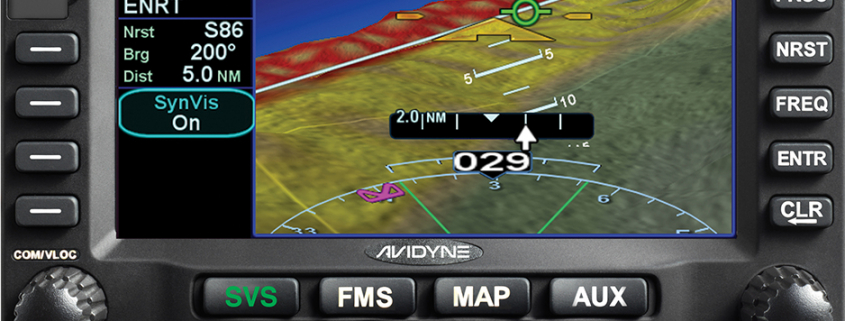 ENRT
Nrst S86
Brg 200°
Dist 5.0 NM
SynVis
On
5 5
10
2.0 NM
029
3
6
33
NRST
FREQ
ENTR
CLR
COM/VLOC
AVIDYNE
SVS FMS MAP AUX